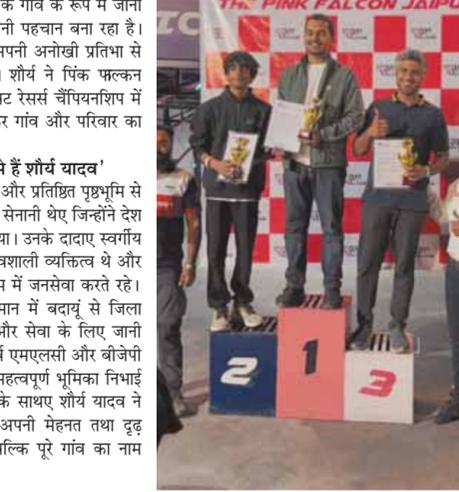 के गांव के रूप में जाना
नी पहचान बना रहा है।
पनी अनोखी प्रतिभा से
। शौर्य ने पिंक फाल्कन
ट रेसर्स चैंपियनशिप में
र गांव और परिवार का
से हैं शौर्य यादव’
और प्रतिष्ठित पृष्ठभूमि से
सेनानी थेए जिन्होंने देश
या। उनके दादाए स्वर्गीय
वशाली व्यक्तित्व थे और
म में जनसेवा करते रहे।
मान में बदायूं से जिला
और सेवा के लिए जानी
र्व एमएलसी और बीजेपी
महत्वपूर्ण भूमिका निभाई
के साथए शौर्य यादव ने
अपनी मेहनत तथा दृढ़
बल्कि पूरे गांव का नाम
THE PINK FALCON JAIPU
2
1
3